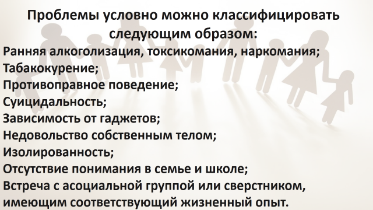 Проблемы условно можно классифицировать
следующим образом:
Ранняя алкоголизация, токсикомания, наркомания;
Табакокурение;
Противоправное поведение;
Суицидальность;
Зависимость от гаджетов;
Недовольство собственным телом;
Изолированность;
Отсутствие понимания в семье и школе;
Встреча с асоциальной группой или сверстником,
имеющим соответствующий жизненный опыт.